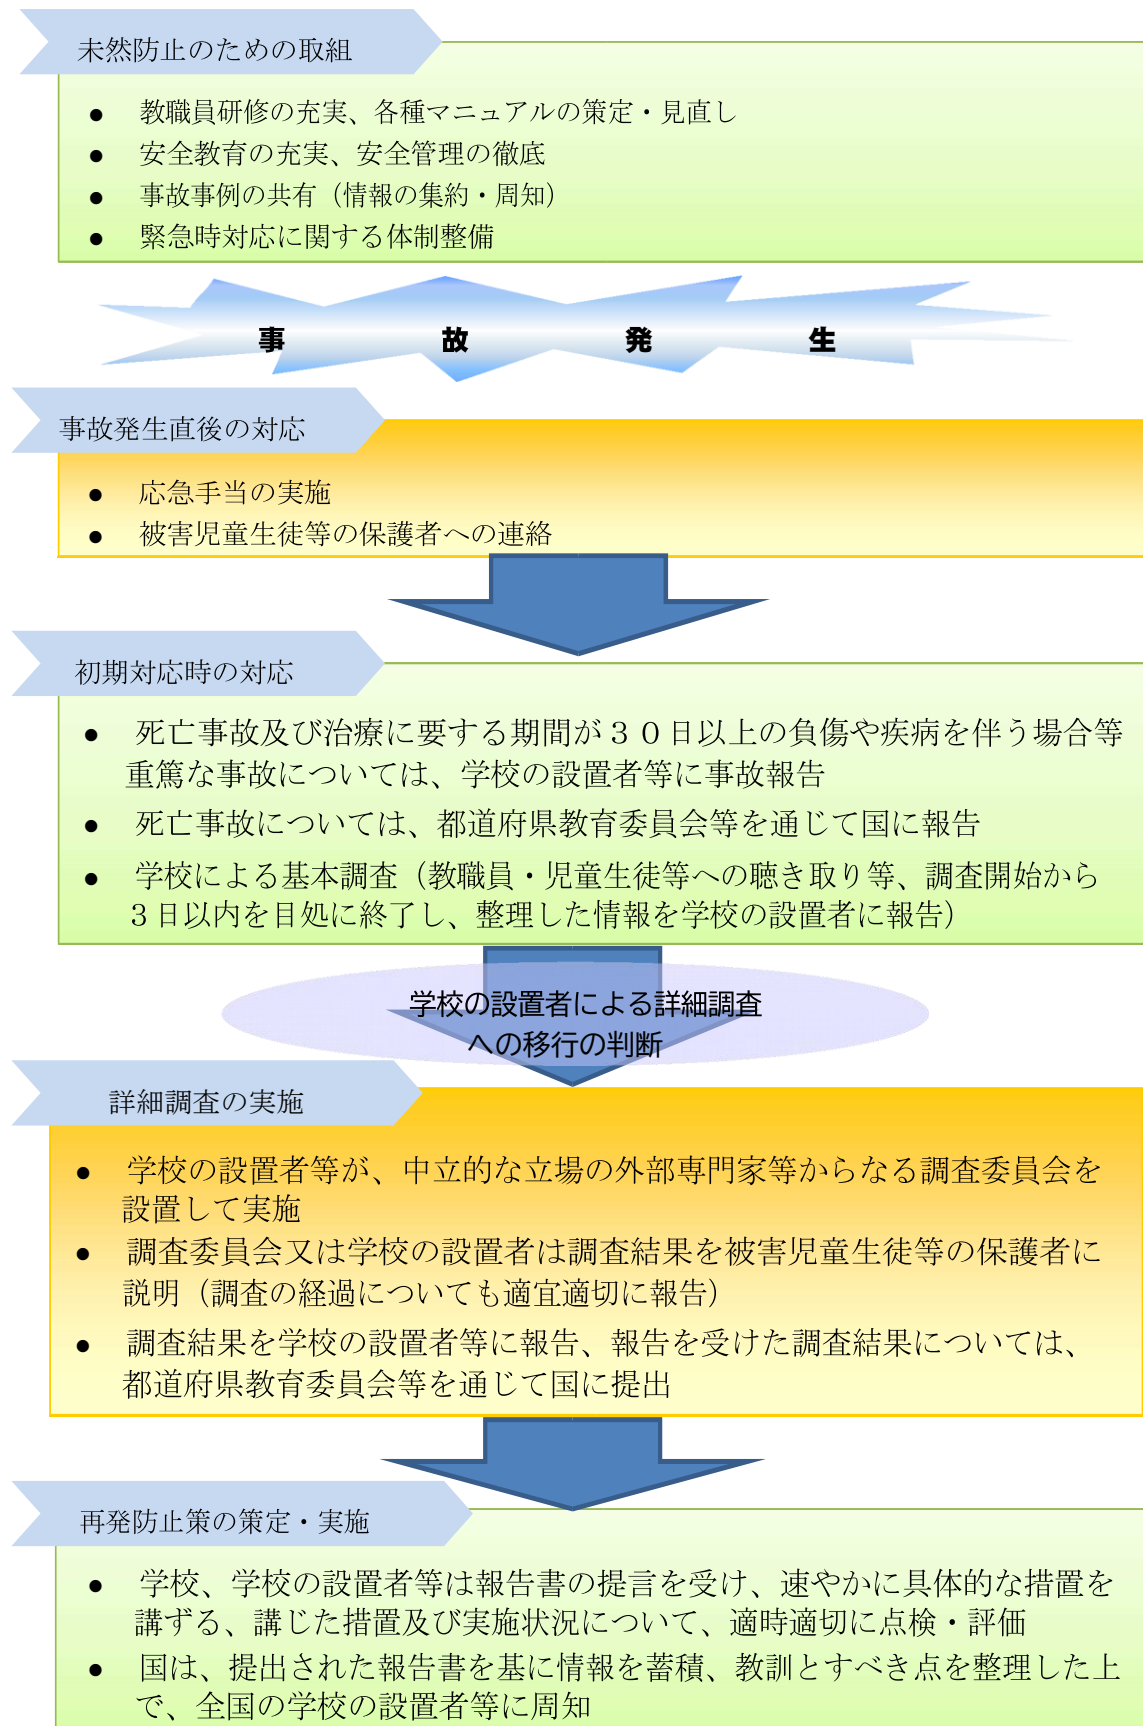 未然防止のための取組
● 教職員研修の充実、各種マニュアルの策定・見直し
● 安全教育の充実、安全管理の徹底
● 事故事例の共有（情報の集約・周知）
● 緊急時対応に関する体制整備
事 故 発 生
事故発生直後の対応
● 応急手当の実施
● 被害児童生徒等の保護者への連絡
初期対応時の対応
● 死亡事故及び治療に要する期間が３０日以上の負傷や疾病を伴う場合等
重篤な事故については、学校の設置者等に事故報告
● 死亡事故については、都道府県教育委員会等を通じて国に報告
● 学校による基本調査（教職員・児童生徒等への聴き取り等、調査開始から
３日以内を目処に終了し、整理した情報を学校の設置者に報告）
学校の設置者による詳細調査
への移行の判断
詳細調査の実施
● 学校の設置者等が、中立的な立場の外部専門家等からなる調査委員会を
設置して実施
● 調査委員会又は学校の設置者は調査結果を被害児童生徒等の保護者に
説明（調査の経過についても適宜適切に報告）
● 調査結果を学校の設置者等に報告、報告を受けた調査結果については、
都道府県教育委員会等を通じて国に提出
再発防止策の策定・実施
● 学校、学校の設置者等は報告書の提言を受け、速やかに具体的な措置を
講ずる、講じた措置及び実施状況について、適時適切に点検・評価
● 国は、提出された報告書を基に情報を蓄積、教訓とすべき点を整理した上
で、全国の学校の設置者等に周知